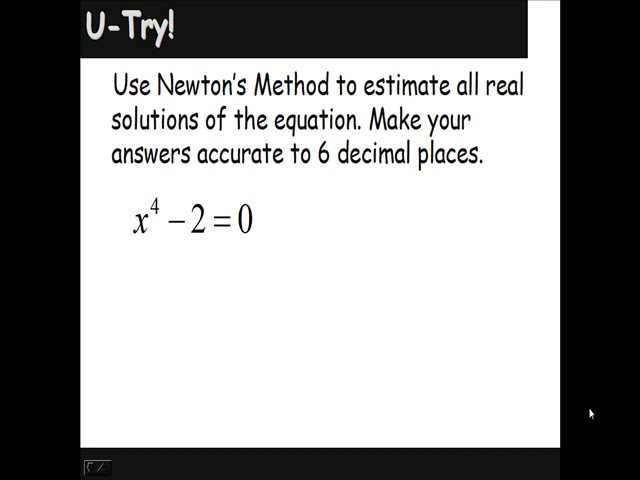 U-Try!
Use Newton's Method to estimate all real
solutions of the equation. Make your
answers accurate to 6 decimal places.
x⁴ − 2 = 0